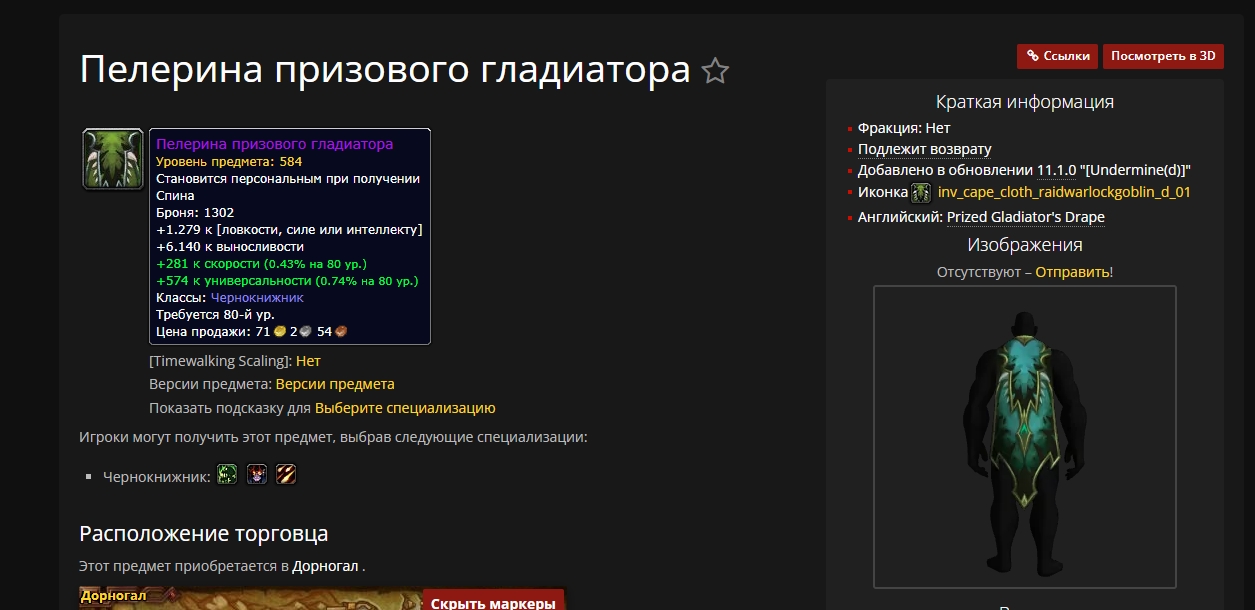 Пелерина призового гладиатора
Ссылки
Посмотреть в 3D
Пелерина призового гладиатора
Уровень предмета: 584
Становится персональным при получении
Спина
Броня: 1302
+1.279 к [ловкости, силе или интеллекту]
+6.140 к выносливости
+281 к скорости (0.43% на 80 ур.)
+574 к универсальности (0.74% на 80 ур.)
Классы: Чернокнижник
Требуется 80-й ур.
Цена продажи: 71 2 54
[Timewalking Scaling]: Нет
Версии предмета: Версии предмета
Показать подсказку для Выберите специализацию
Игроки могут получить этот предмет, выбрав следующие специализации:
Чернокнижник:
Расположение торговца
Этот предмет приобретается в Дорногал .
Дорногал
Скрыть маркеры
Краткая информация
Фракция: Нет
Подлежит возврату
Добавлено в обновлении 11.1.0 "[Undermine(d)]"
Иконка inv_cape_cloth_raidwarlockgoblin_d_01
Английский: Prized Gladiator's Drape
Изображения
Отсутствуют – Отправить!